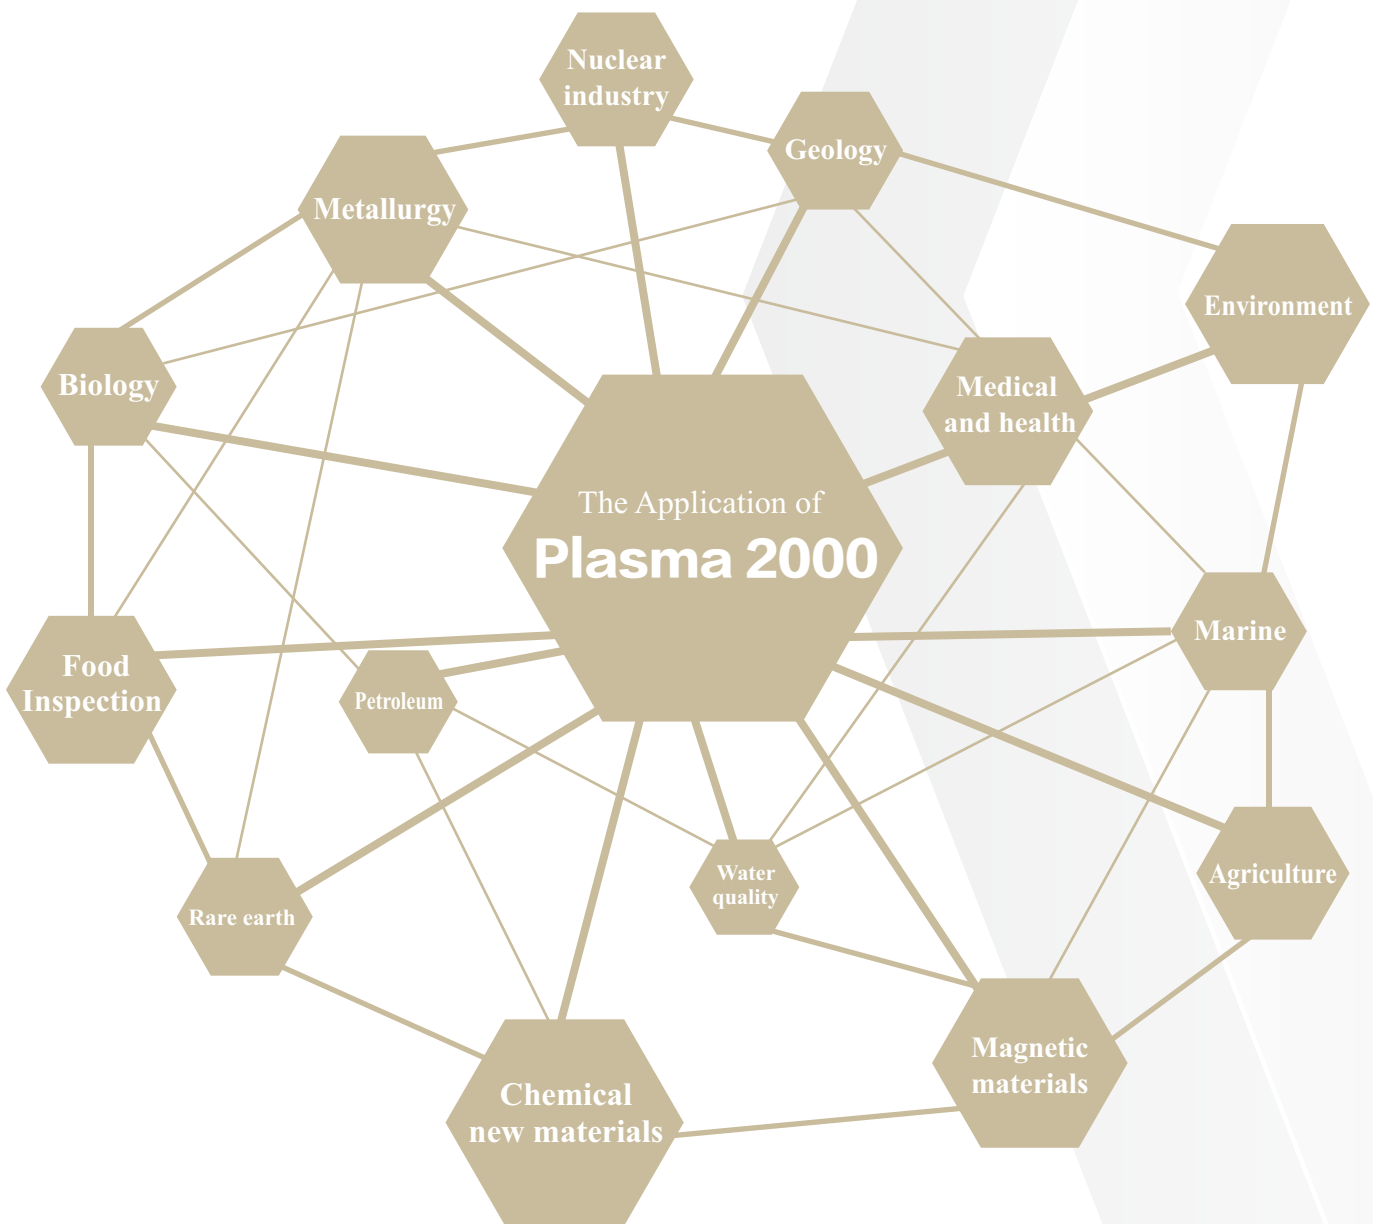 Nuclear
industry
Geology
Metallurgy
Environment
Biology
Medical
and health
The Application of
Plasma 2000
Marine
Food
Inspection
Petroleum
Water
quality
Agriculture
Rare earth
Magnetic
materials
Chemical
new materials